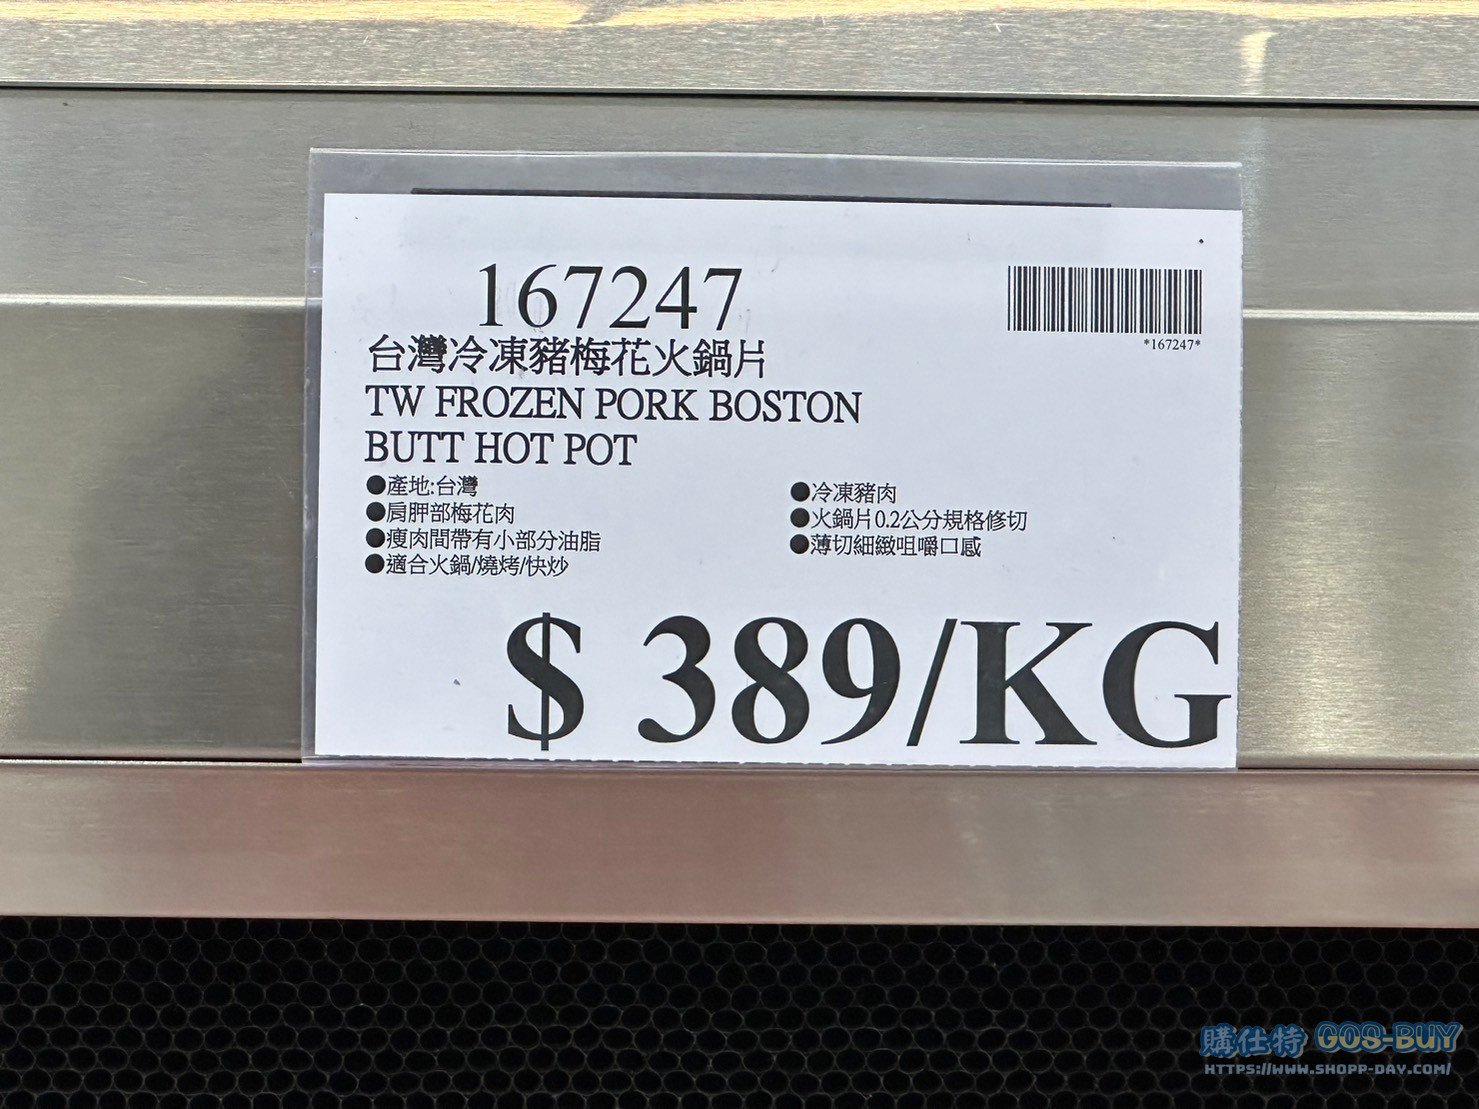 167247
*167247*
台灣冷凍豬梅花火鍋片
TW FROZEN PORK BOSTON
BUTT HOT POT
●產地:台灣
●肩胛部梅花肉
●瘦肉間帶有小部分油脂
●適合火鍋/燒烤/快炒
●冷凍豬肉
●火鍋片0.2公分規格修切
●薄切細緻咀嚼口感
$ 389/KG
購仕特 GOS-BUY
HTTPS://WWW.SHOPP-DAY.COM/